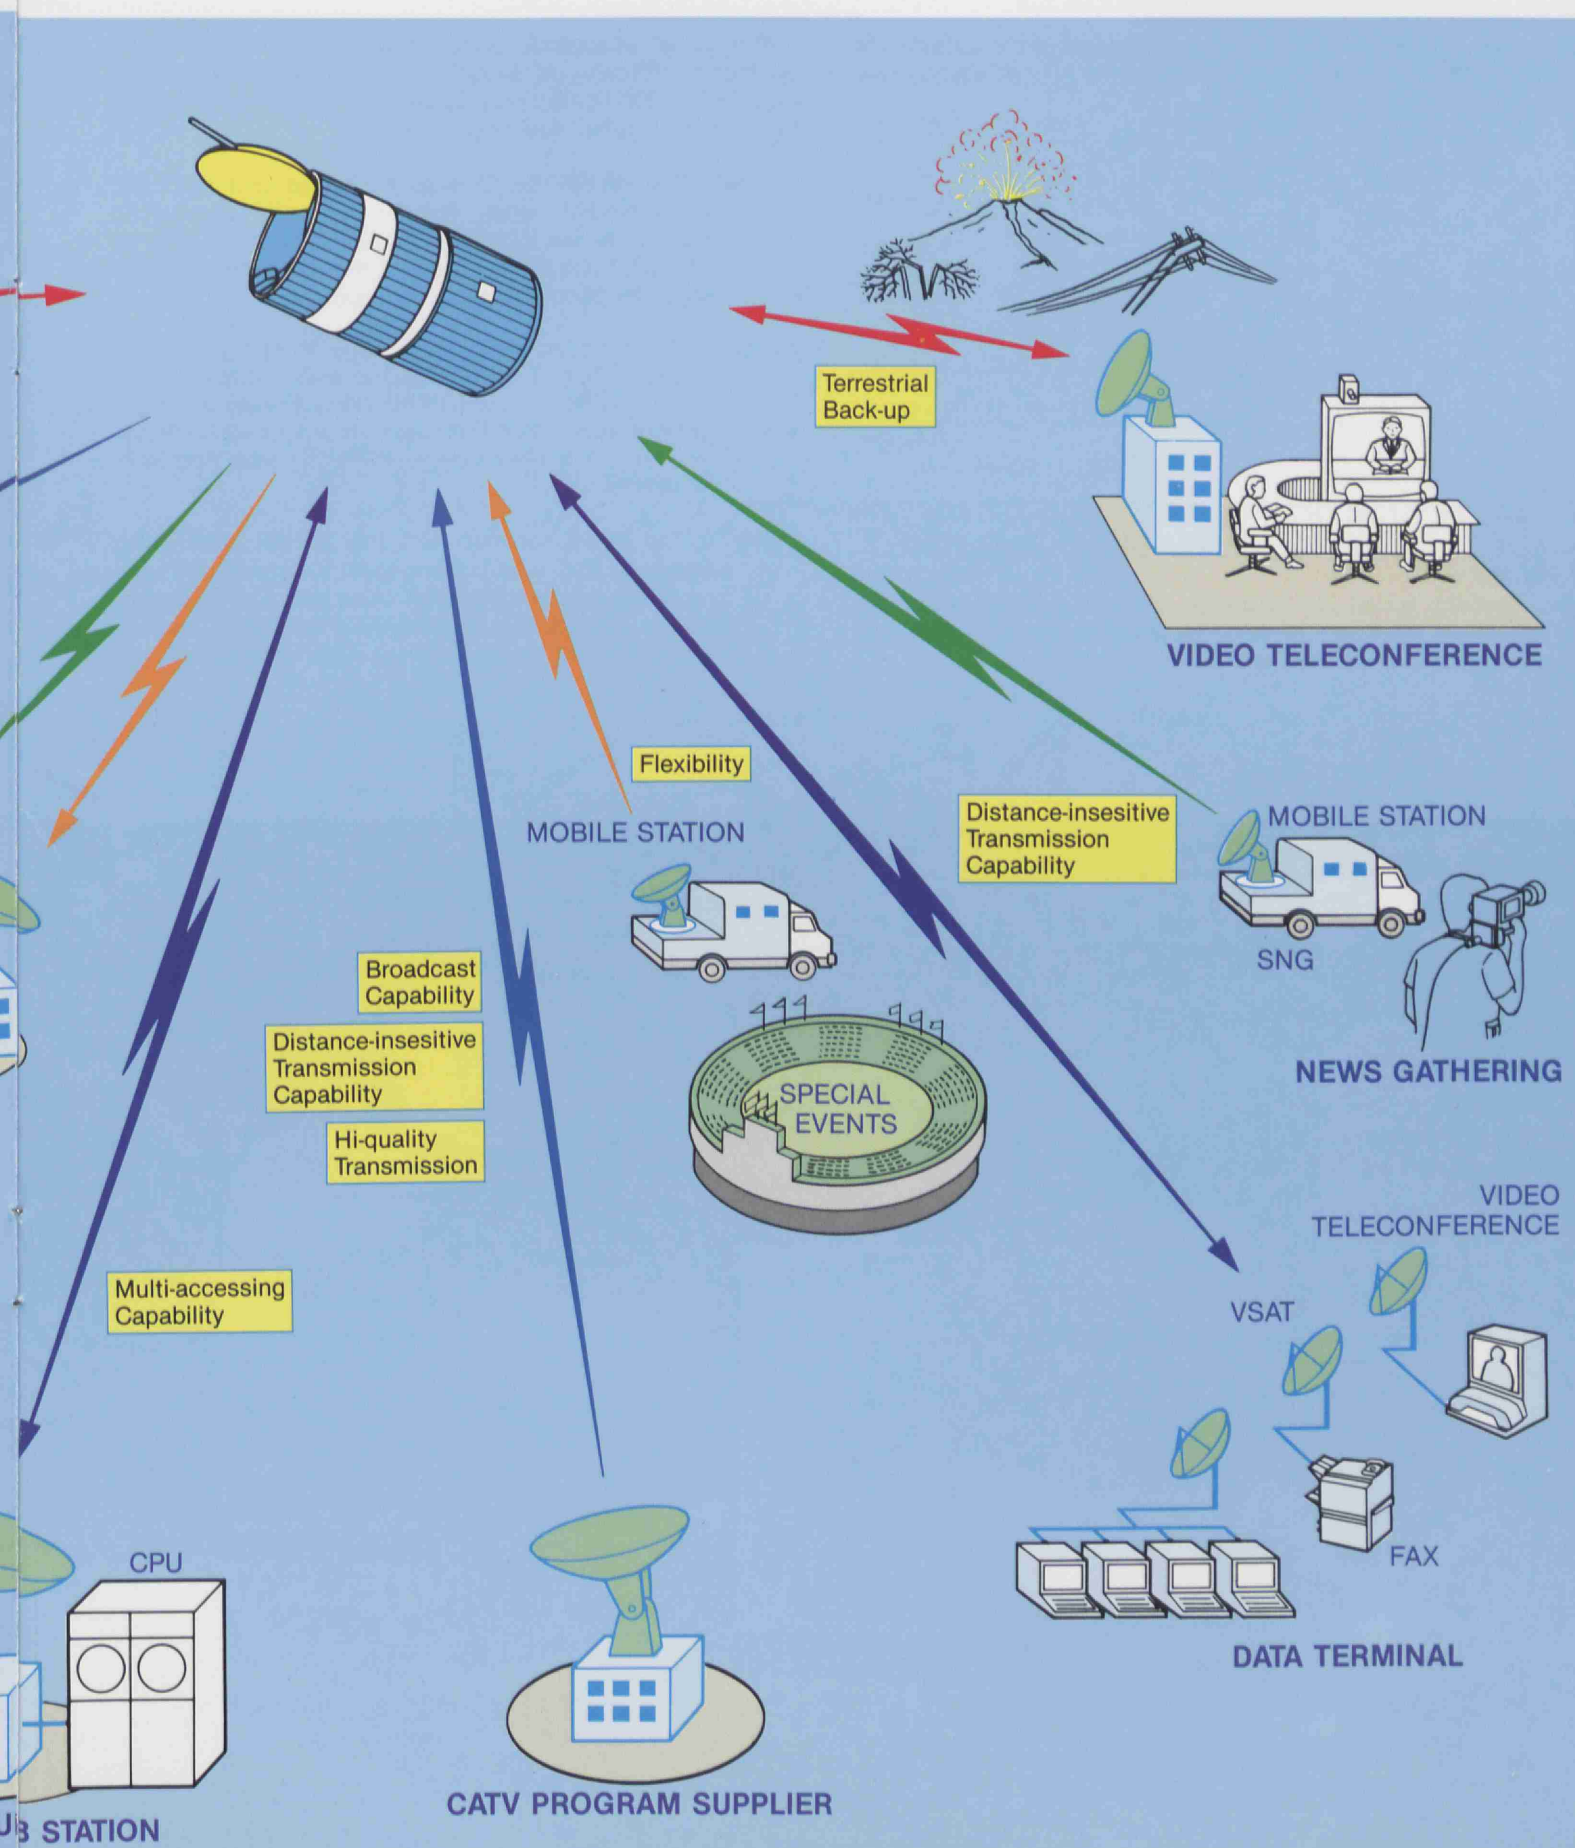 Terrestrial
Back-up
VIDEO TELECONFERENCE
Flexibility
MOBILE STATION
Distance-insesitive
Transmission
Capability
MOBILE STATION
SNG
NEWS GATHERING
Broadcast
Capability
Distance-insesitive
Transmission
Capability
Hi-quality
Transmission
SPECIAL
EVENTS
VIDEO
TELECONFERENCE
VSAT
Multi-accessing
Capability
FAX
DATA TERMINAL
CPU
CATV PROGRAM SUPPLIER
UB STATION